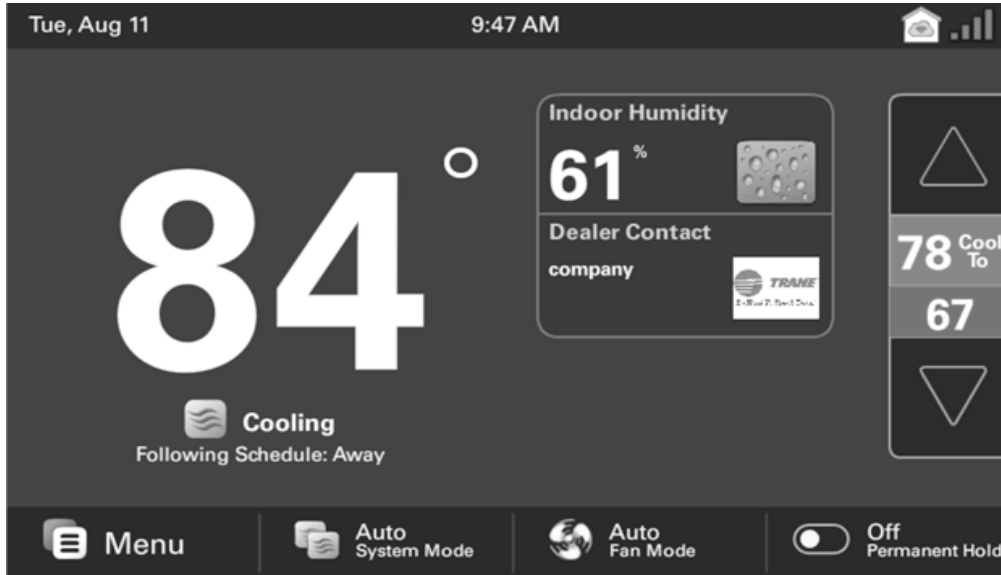 Tue, Aug 11
9:47 AM
84°
Cooling
Following Schedule: Away
Indoor Humidity
61%
Dealer Contact
company
TRANE
78 Cool To
67
Menu
Auto
System Mode
Auto
Fan Mode
Off
Permanent Hold